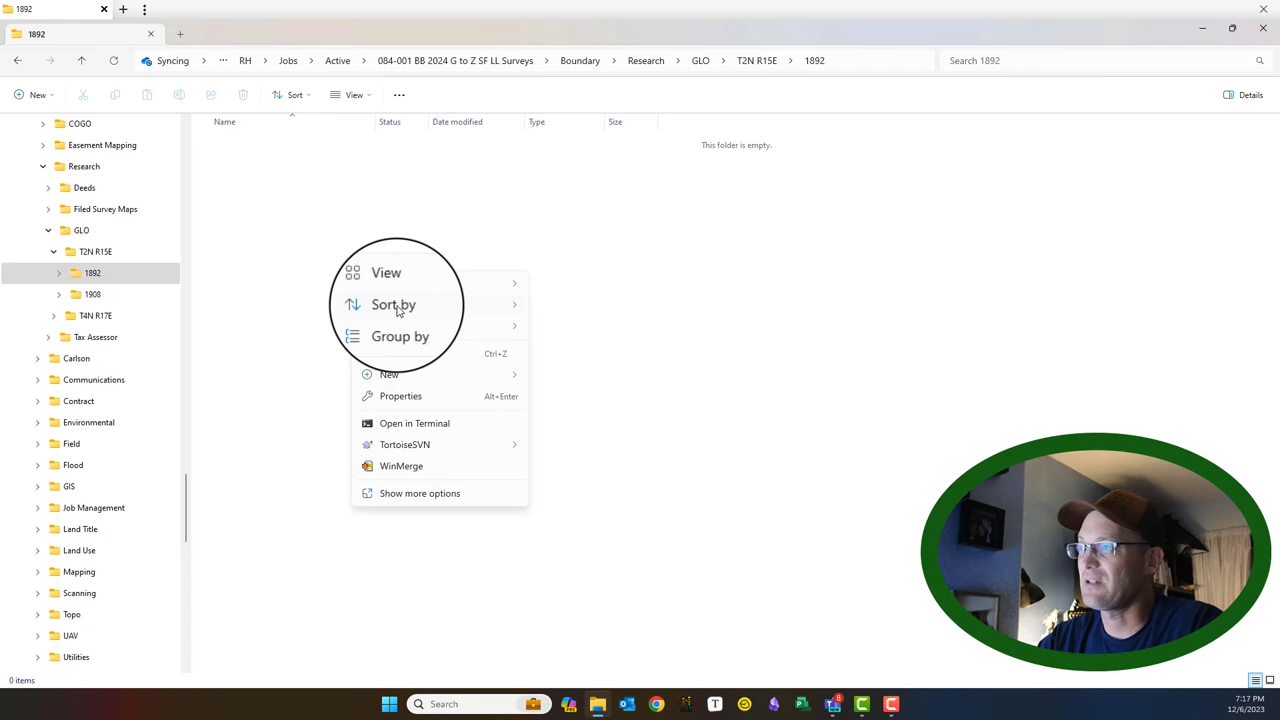 1892
1892
Syncing ... RH Jobs Active 084-001 BB 2024 G to Z SF LL Surveys Boundary Research GLO T2N R15E 1892 Search 1892
New Sort View Details
Name Status Date modified Type Size
This folder is empty.
COGO
Easement Mapping
Research
Deeds
Filed Survey Maps
GLO
T2N R15E
1892
1908
T4N R17E
Tax Assessor
Carlson
Communications
Contract
Environmental
Field
Flood
GIS
Job Management
Land Title
Land Use
Mapping
Scanning
Topo
UAV
Utilities
View
Sort by
Group by
Ctrl+Z
New
Properties Alt+Enter
Open in Terminal
TortoiseSVN
WinMerge
Show more options
0 items
Search
8
7:17 PM
12/6/2023